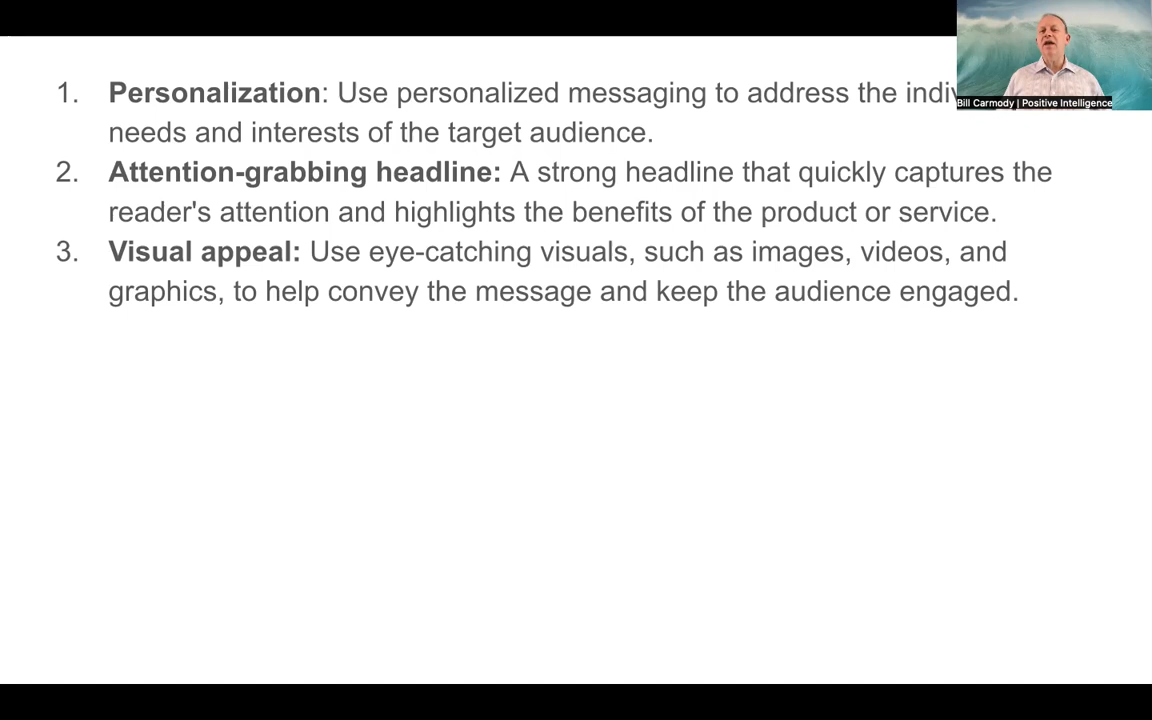 1. Personalization: Use personalized messaging to address the
needs and interests of the target audience.
2. Attention-grabbing headline: A strong headline that quickly captures the
reader's attention and highlights the benefits of the product or service.
3. Visual appeal: Use eye-catching visuals, such as images, videos, and
graphics, to help convey the message and keep the audience engaged.
Bill Carmody | Positive Intelligence